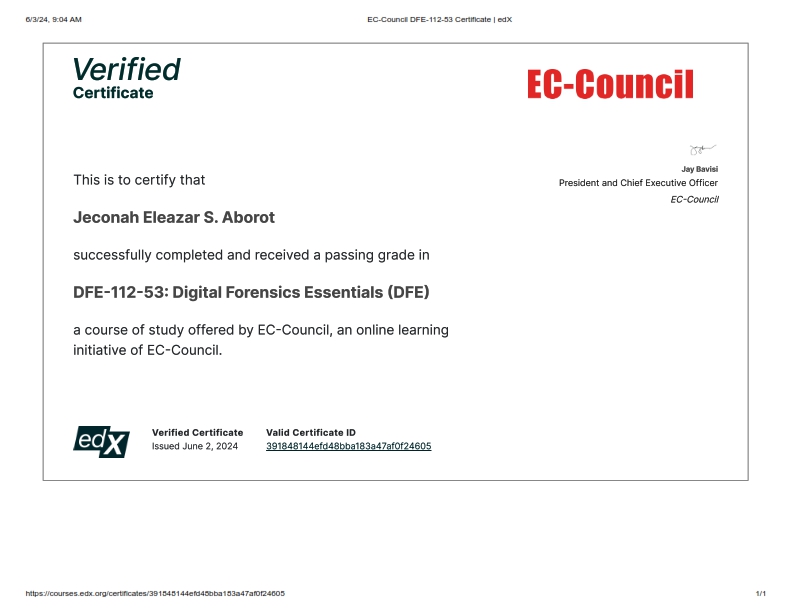 6/3/24, 9:04 AM
EC-Council DFE-112-53 Certificate | edX
Verified
Certificate
EC-Council
Jay Bavisi
President and Chief Executive Officer
EC-Council
This is to certify that
Jeconah Eleazar S. Aborot
successfully completed and received a passing grade in
DFE-112-53: Digital Forensics Essentials (DFE)
a course of study offered by EC-Council, an online learning
initiative of EC-Council.
edX
Verified Certificate
Issued June 2, 2024
Valid Certificate ID
391848144efd48bba183a47af0f24605
https://courses.edx.org/certificates/391848144efd48bba183a47af0f24605
1/1